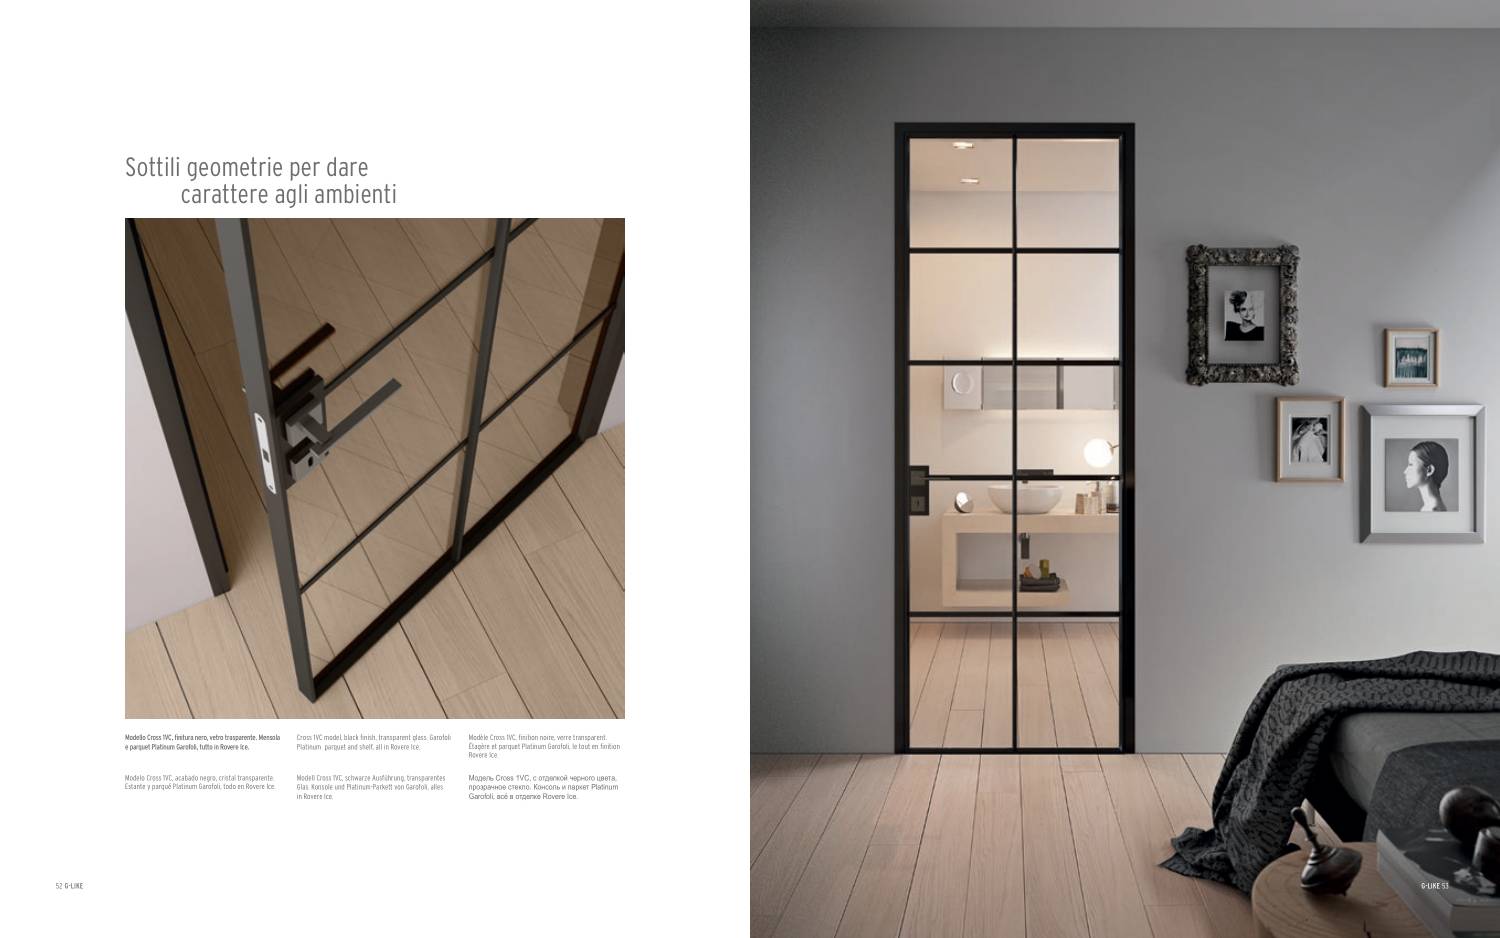 Sottili geometrie per dare
carattere agli ambienti
Modello Cross 1VC, finitura nero, vetro trasparente. Mensola
e parquet Platinum Garofoli, tutto in Rovere Ice.
Cross 1VC model, black finish, transparent glass. Garofoli
Platinum parquet and shelf, all in Rovere Ice.
Modèle Cross 1VC, finition noire, verre transparent.
Étagère et parquet Platinum Garofoli, le tout en finition
Rovere Ice.
Modelo Cross 1VC, acabado negro, cristal transparente.
Estante y parqué Platinum Garofoli, todo en Rovere Ice.
Modell Cross 1VC, schwarze Ausführung, transparentes
Glas. Konsole und Platinum-Parkett von Garofoli, alles
in Rovere Ice.
Модель Cross 1VC, с отделкой черного цвета,
прозрачное стекло. Консоль и паркет Platinum
Garofoli, всё в отделке Rovere Ice.
52 G-LIKE
G-LIKE 53